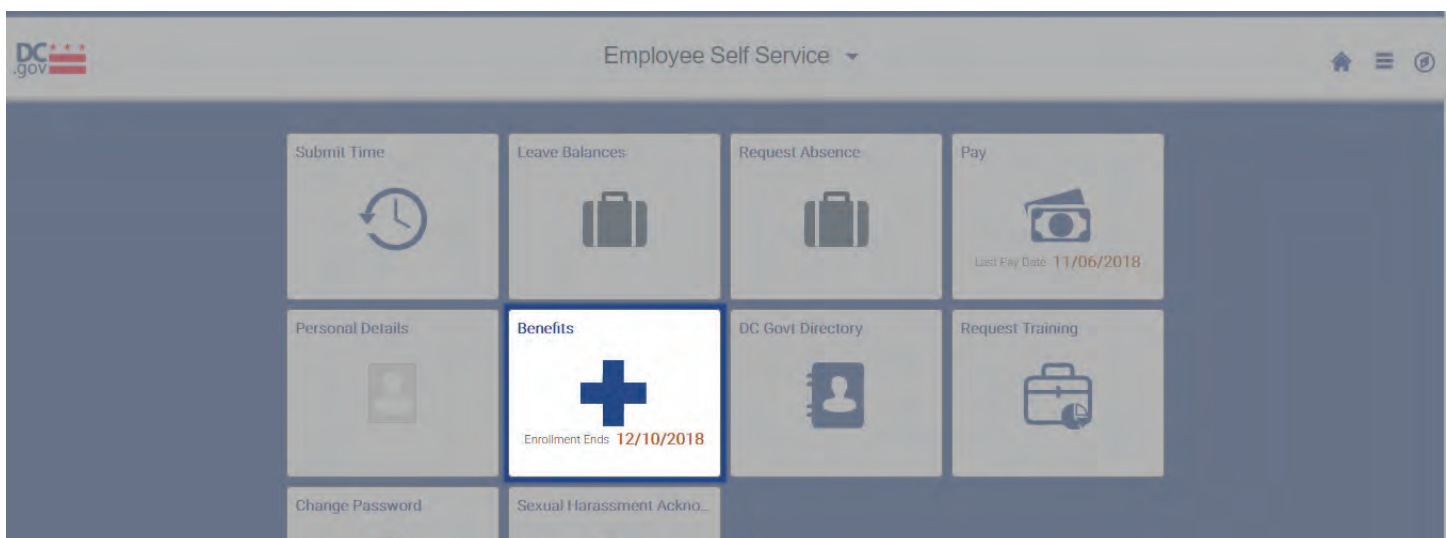 DC
.gov
Employee Self Service
Submit Time
Leave Balances
Request Absence
Pay
Last Pay Date 11/06/2018
Personal Details
Benefits
DC Govt Directory
Request Training
Enrollment Ends 12/10/2018
Change Password
Sexual Harassment Ackno...